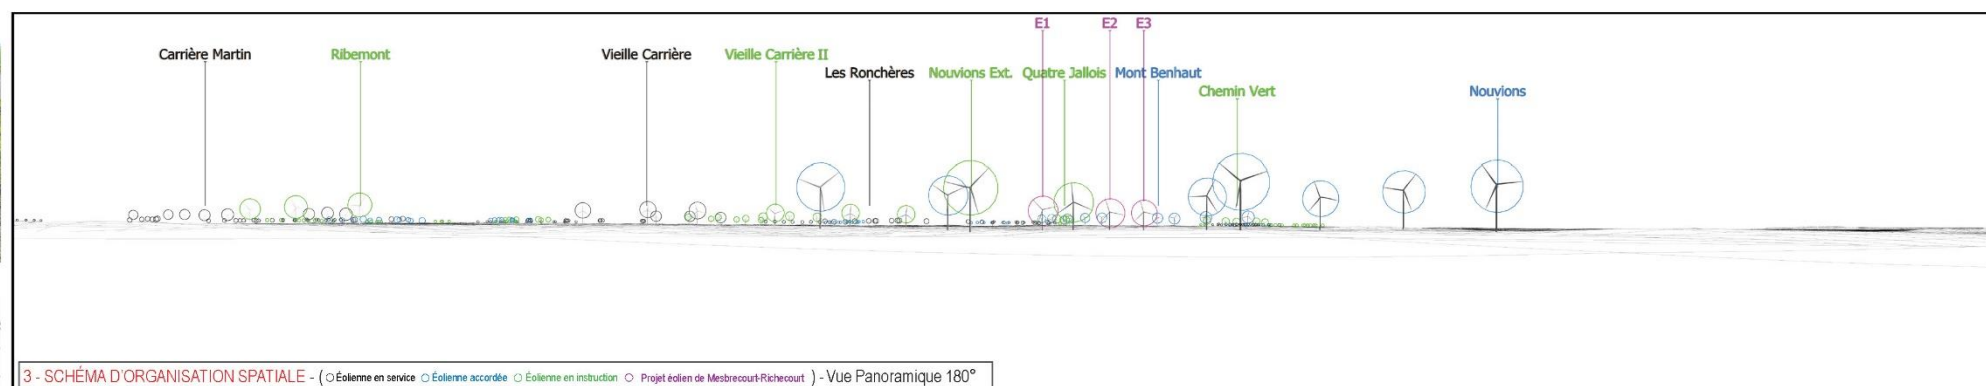 E1 E2 E3
Carrière Martin Ribemont Vieille Carrière Vieille Carrière II
Les Ronchères Nouvions Ext. Quatre Jallois Mont Benhaut
Chemin Vert Nouvions
3 - SCHÉMA D'ORGANISATION SPATIALE - ( Éolienne en service Éolienne accordée Éolienne en instruction Projet éolien de Mesbrecourt-Richecourt ) - Vue Panoramique 180°